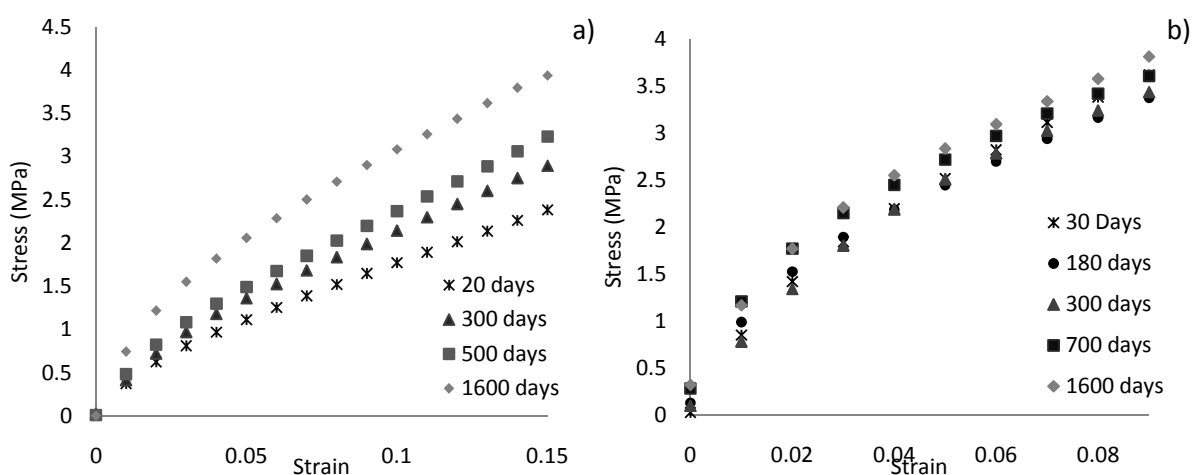 a)
4.5
4
3.5
3
2.5
2
1.5
1
0.5
0
Stress (MPa)
20 days
300 days
500 days
1600 days
0 0.05 0.1 0.15
Strain
b)
4
3.5
3
2.5
2
1.5
1
0.5
0
Stress (MPa)
30 Days
180 days
300 days
700 days
1600 days
0 0.02 0.04 0.06 0.08
Strain